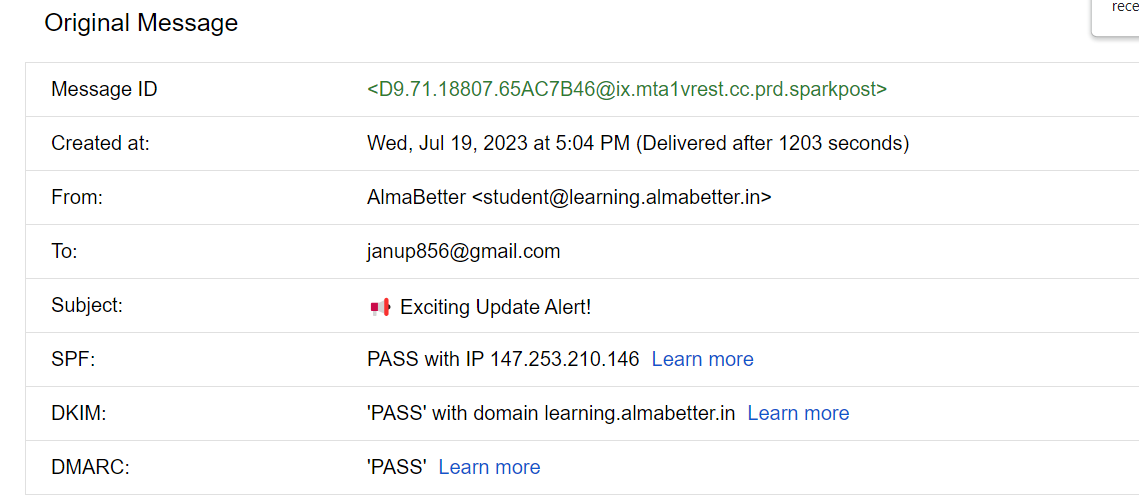 rece
Original Message
Message ID <D9.71.18807.65AC7B46@ix.mta1vrest.cc.prd.sparkpost>
Created at: Wed, Jul 19, 2023 at 5:04 PM (Delivered after 1203 seconds)
From: AlmaBetter <student@learning.almabetter.in>
To: janup856@gmail.com
Subject: 📢 Exciting Update Alert!
SPF: PASS with IP 147.253.210.146 Learn more
DKIM: 'PASS' with domain learning.almabetter.in Learn more
DMARC: 'PASS' Learn more